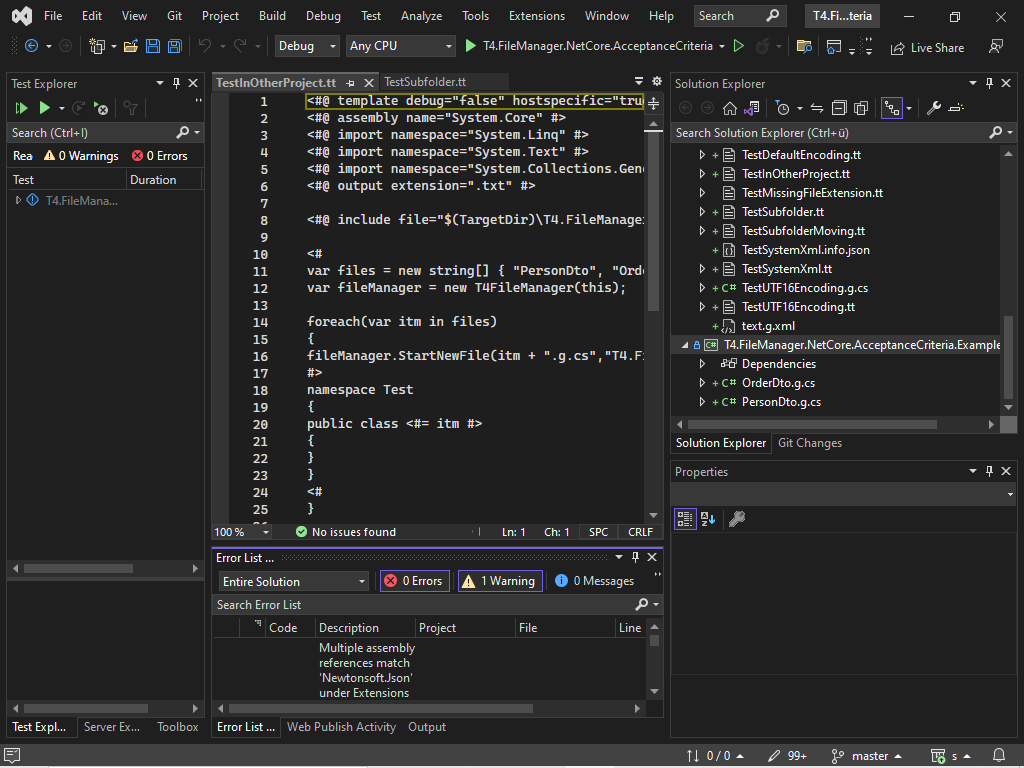 File Edit View Git Project Build Debug Test Analyze Tools Extensions Window Help Search T4.Fi...teria
Debug Any CPU T4.FileManager.NetCore.AcceptanceCriteria Live Share
Test Explorer
Search (Ctrl+I)
Rea 0 Warnings 0 Errors
Test Duration
T4.FileMana...
Test Expl... Server Ex... Toolbox
TestInOtherProject.tt TestSubfolder.tt
1 <#@ template debug="false" hostspecific="tru
2 <#@ assembly name="System.Core" #>
3 <#@ import namespace="System.Linq" #>
4 <#@ import namespace="System.Text" #>
5 <#@ import namespace="System.Collections.Gen
6 <#@ output extension=".txt" #>
7
8 <#@ include file="$(TargetDir)\T4.FileManager
9
10 <#
11 var files = new string[] { "PersonDto", "Ord
12 var fileManager = new T4FileManager(this);
13
14 foreach(var itm in files)
15 {
16 fileManager.StartNewFile(itm + ".g.cs","T4.F
17 #>
18 namespace Test
19 {
20 public class <#= itm #>
21 {
22 }
23 }
24 <#
25 }
100 % No issues found Ln: 1 Ch: 1 SPC CRLF
Error List ...
Entire Solution 0 Errors 1 Warning 0 Messages
Search Error List
Code Description Project File Line
Multiple assembly
references match
'Newtonsoft.Json'
under Extensions
Error List ... Web Publish Activity Output
Solution Explorer
Search Solution Explorer (Ctrl+ü)
TestDefaultEncoding.tt
TestInOtherProject.tt
TestMissingFileExtension.tt
TestSubfolder.tt
TestSubfolderMoving.tt
TestSystemXml.info.json
TestSystemXml.tt
C# TestUTF16Encoding.g.cs
TestUTF16Encoding.tt
text.g.xml
C# T4.FileManager.NetCore.AcceptanceCriteria.Example
Dependencies
C# OrderDto.g.cs
C# PersonDto.g.cs
Solution Explorer Git Changes
Properties
0 / 0 99+ master s